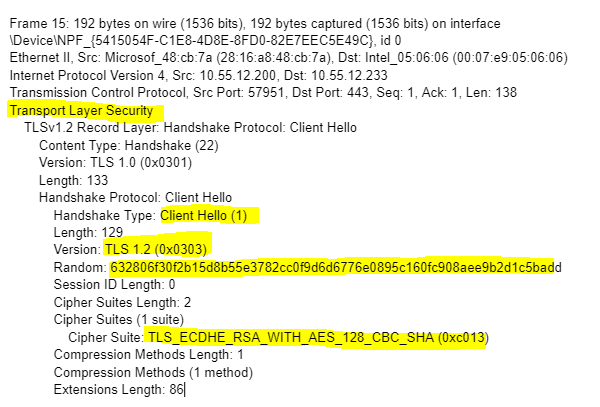 Frame 15: 192 bytes on wire (1536 bits), 192 bytes captured (1536 bits) on interface
\Device\NPF_{5415054F-C1E8-4D8E-8FD0-82E7EEC5E49C}, id 0
Ethernet II, Src: Microsof_48:cb:7a (28:16:a8:48:cb:7a), Dst: Intel_05:06:06 (00:07:e9:05:06:06)
Internet Protocol Version 4, Src: 10.55.12.200, Dst: 10.55.12.233
Transmission Control Protocol, Src Port: 57951, Dst Port: 443, Seq: 1, Ack: 1, Len: 138
Transport Layer Security
TLSv1.2 Record Layer: Handshake Protocol: Client Hello
Content Type: Handshake (22)
Version: TLS 1.0 (0x0301)
Length: 133
Handshake Protocol: Client Hello
Handshake Type: Client Hello (1)
Length: 129
Version: TLS 1.2 (0x0303)
Random: 632806f30f2b15d8b55e3782cc0f9d6d6776e0895c160fc908aee9b2d1c5badd
Session ID Length: 0
Cipher Suites Length: 2
Cipher Suites (1 suite)
Cipher Suite: TLS_ECDHE_RSA_WITH_AES_128_CBC_SHA (0xc013)
Compression Methods Length: 1
Compression Methods (1 method)
Extensions Length: 86